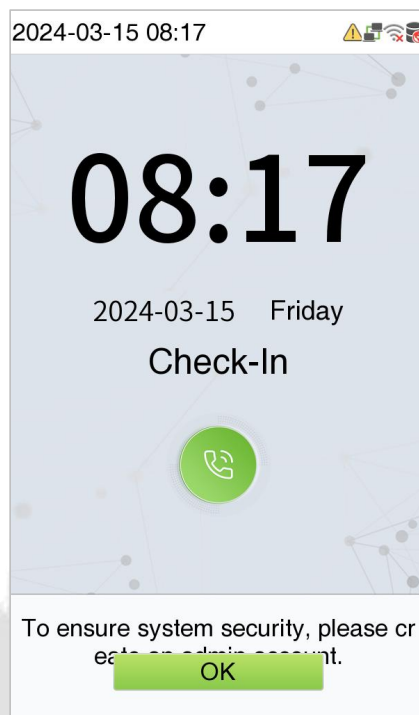 2024-03-15 08:17
08:17
2024-03-15 Friday
Check-In
To ensure system security, please cr
eate an admin account.
OK